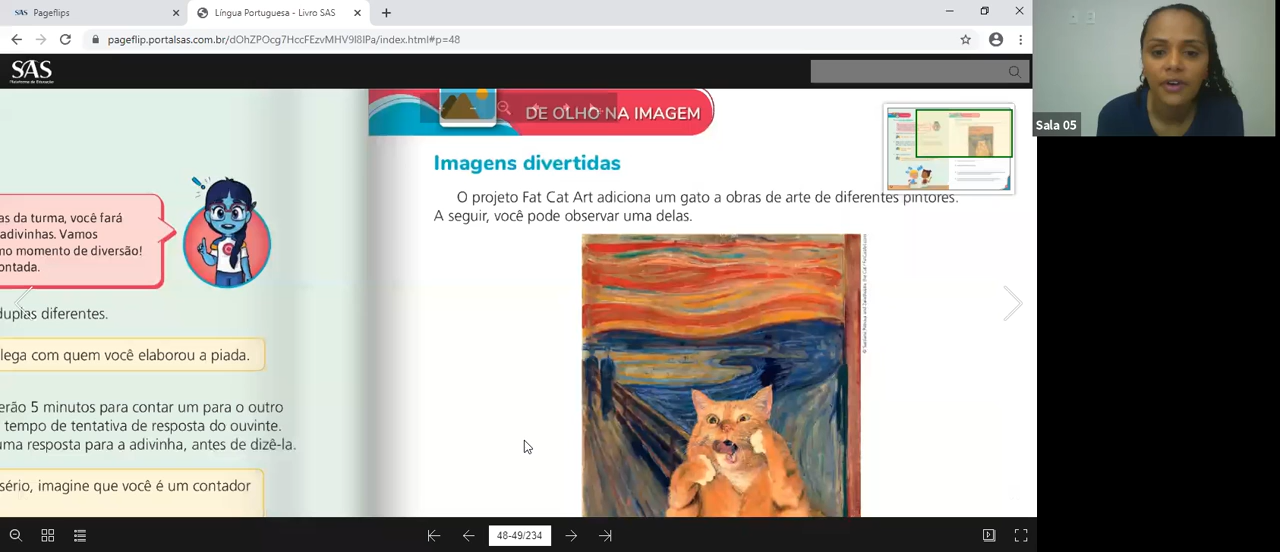 Pageflips
Língua Portuguesa - Livro SAS
pageflip.portalsas.com.br/dOhZPOcg7HccFEzvMHV9I8IPa/index.html#p=48
SAS
Plataforma de Educação
DE OLHO NA IMAGEM
Imagens divertidas
O projeto Fat Cat Art adiciona um gato a obras de arte de diferentes pintores.
A seguir, você pode observar uma delas.
as da turma, você fará
adivinhas. Vamos
mo momento de diversão!
ontada.
duplas diferentes.
lega com quem você elaborou a piada.
erão 5 minutos para contar um para o outro
tempo de tentativa de resposta do ouvinte.
uma resposta para a adivinha, antes de dizê-la.
sério, imagine que você é um contador
48-49/234
Sala 05